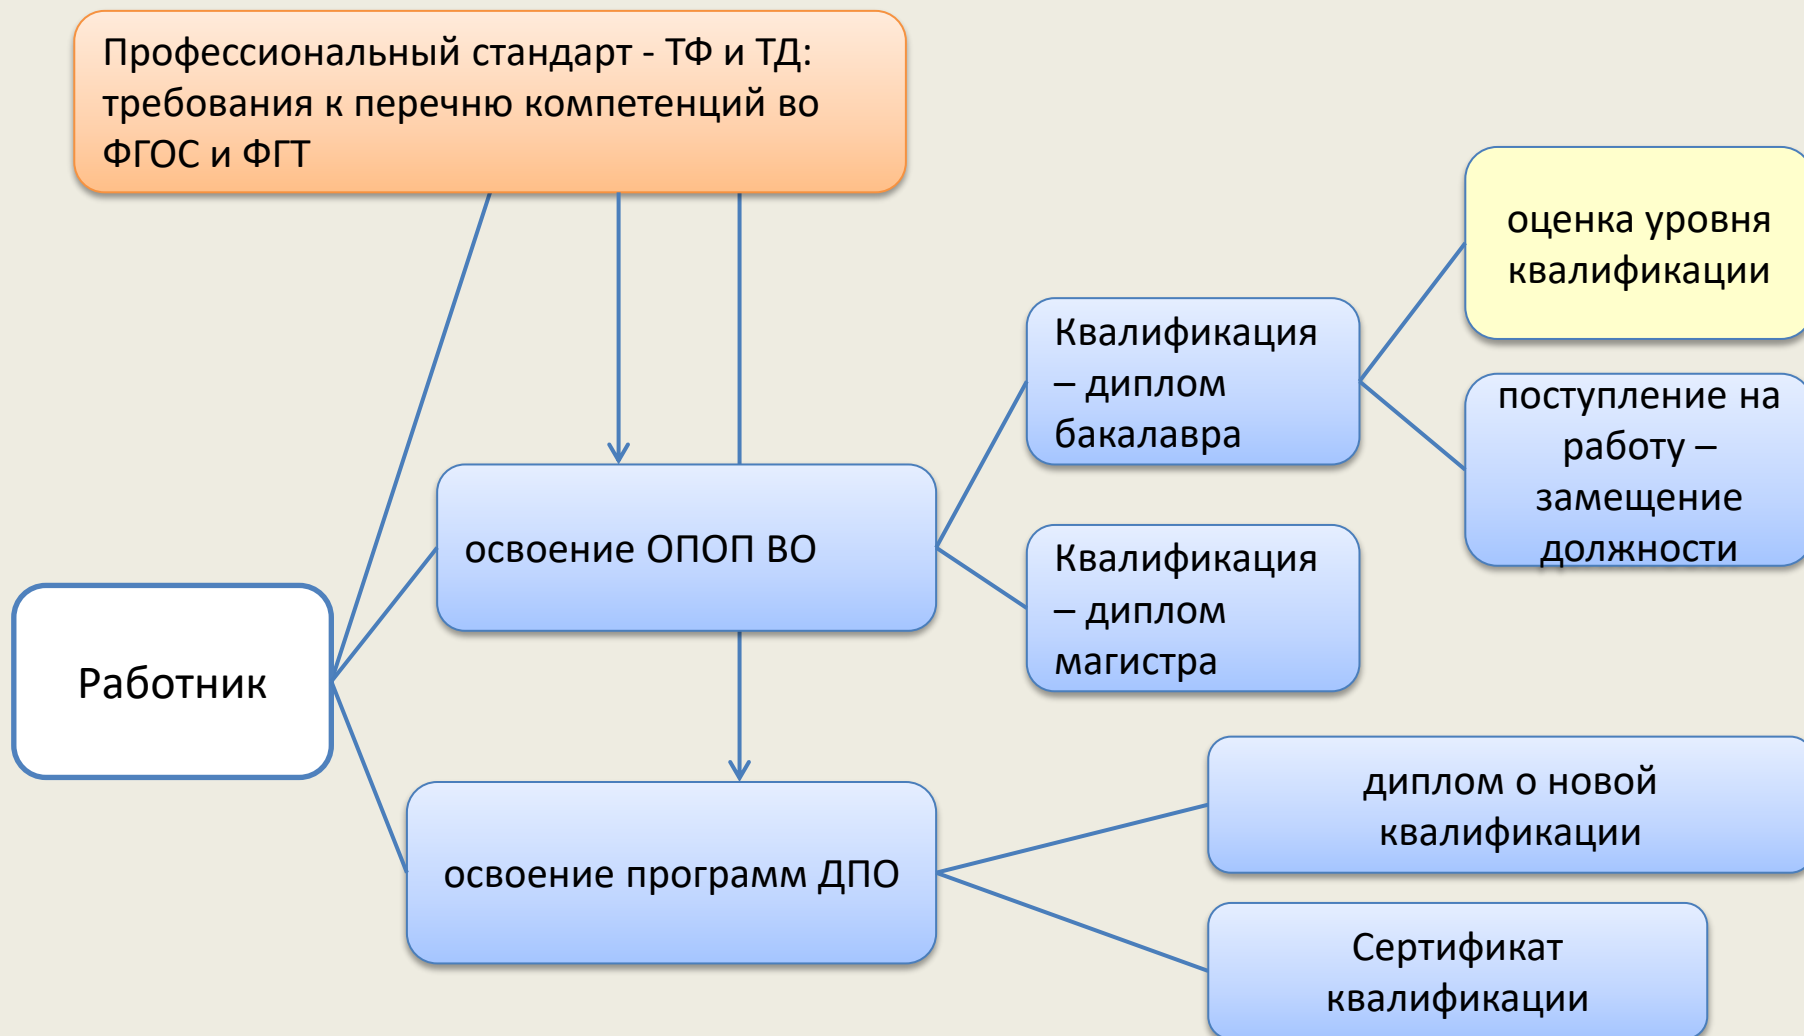 Профессиональный стандарт - ТФ и ТД:
требования к перечню компетенций во
ФГОС и ФГТ
оценка уровня
квалификации
Квалификация
– диплом
бакалавра
поступление на
работу –
замещение
должности
освоение ОПОП ВО
Квалификация
– диплом
магистра
Работник
диплом о новой
квалификации
освоение программ ДПО
Сертификат
квалификации